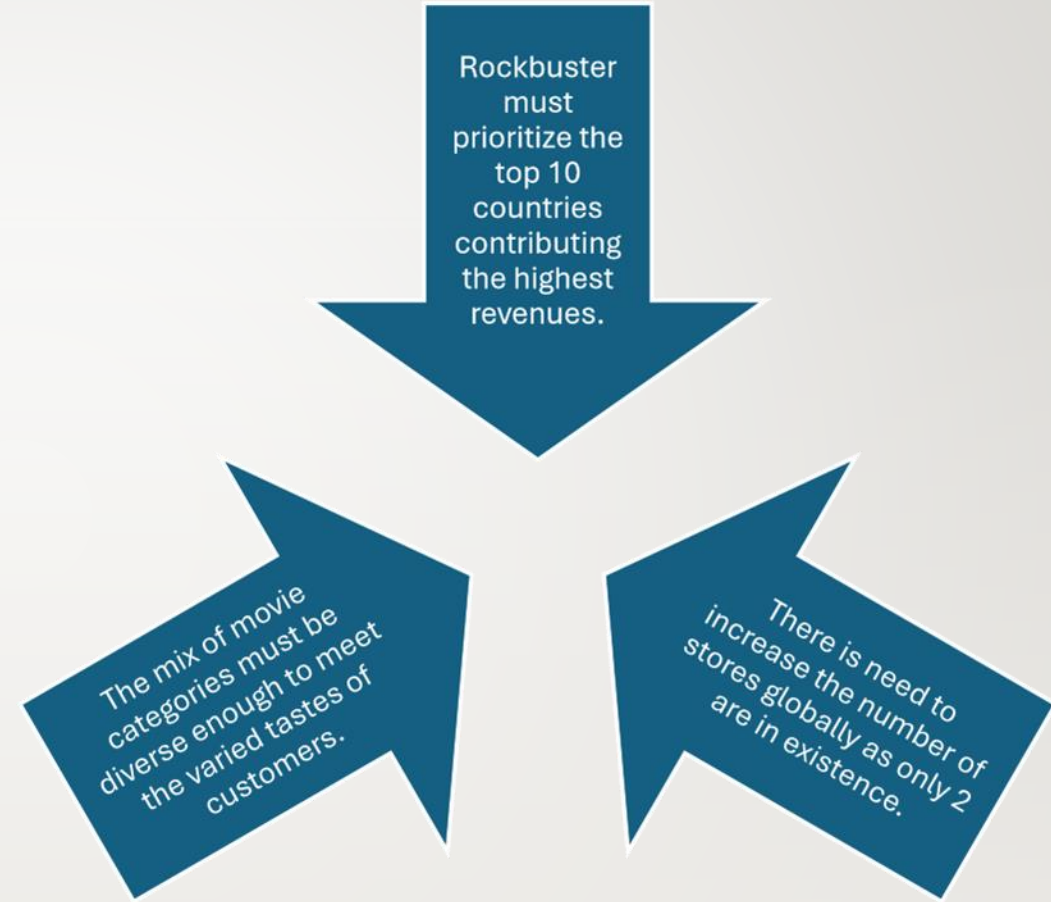 Rockbuster
must
prioritize the
top 10
countries
contributing
the highest
revenues.
The mix of movie
categories must be
diverse enough to meet
the varied tastes of
customers.
There is need to
increase the number of
stores globally as only 2
are in existence.